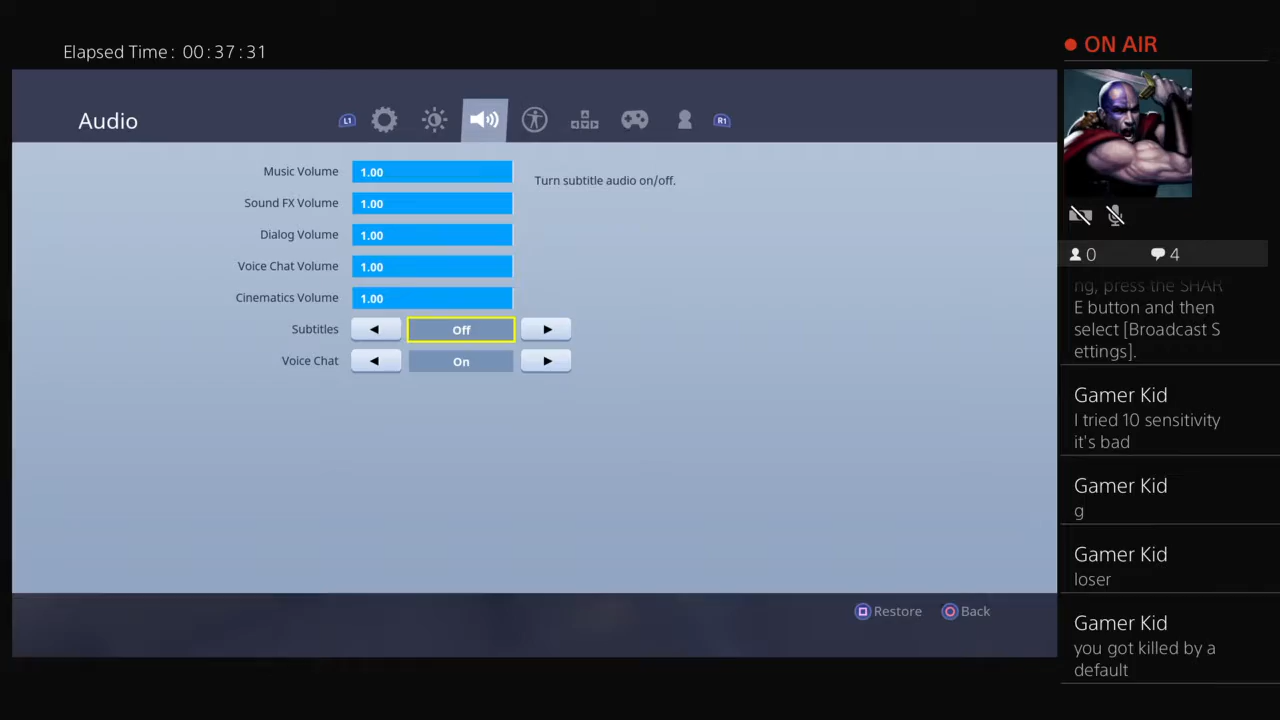 Elapsed Time: 00:37:31
ON AIR
Audio
L1
R1
Music Volume 1.00
Turn subtitle audio on/off.
Sound FX Volume 1.00
Dialog Volume 1.00
Voice Chat Volume 1.00
Cinematics Volume 1.00
Subtitles Off
Voice Chat On
Restore
Back
0
4
ng, press the SHAR
E button and then
select [Broadcast S
ettings].
Gamer Kid
I tried 10 sensitivity
it's bad
Gamer Kid
g
Gamer Kid
loser
Gamer Kid
you got killed by a
default